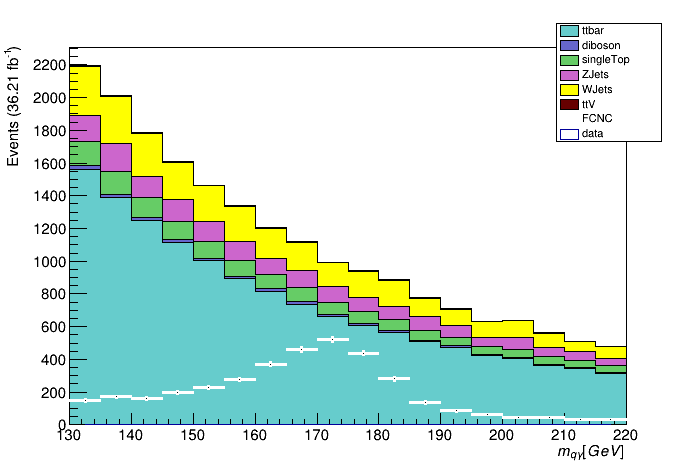 Events (36.21 fb⁻¹)
2200
2000
1800
1600
1400
1200
1000
800
600
400
200
0
130 140 150 160 170 180 190 200 210 220
m_qγ[GeV]
ttbar
diboson
singleTop
ZJets
WJets
ttV
FCNC
data